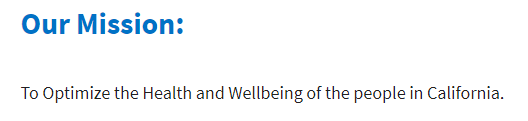 Our Mission:
To Optimize the Health and Wellbeing of the people in California.